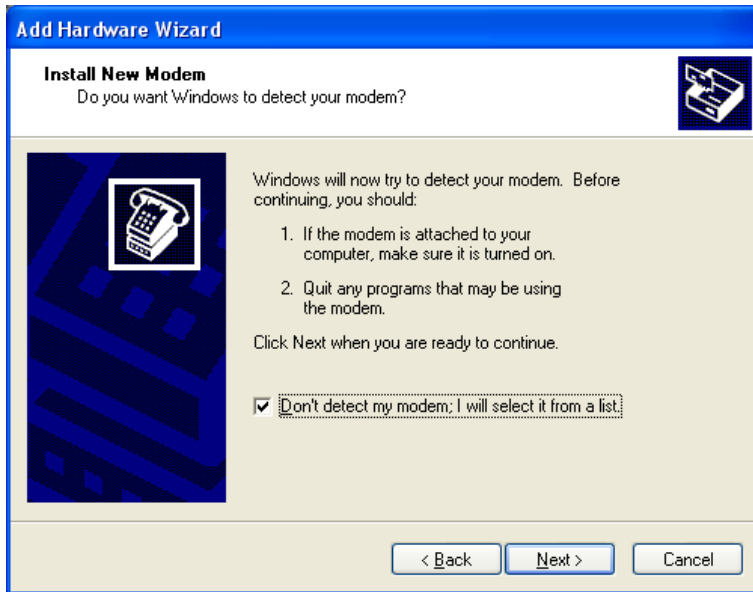 Add Hardware Wizard
Install New Modem
Do you want Windows to detect your modem?
Windows will now try to detect your modem. Before
continuing, you should:
1. If the modem is attached to your
computer, make sure it is turned on.
2. Quit any programs that may be using
the modem.
Click Next when you are ready to continue.
Don't detect my modem; I will select it from a list.
< Back Next > Cancel